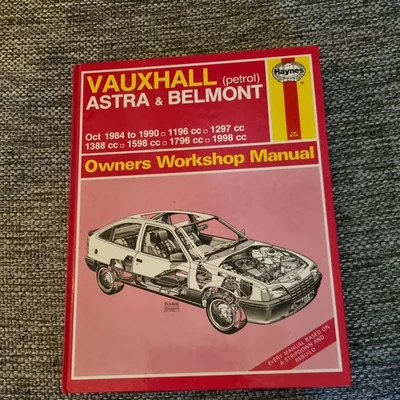 Haynes
VAUXHALL (petrol)
ASTRA & BELMONT
Oct 1984 to 1990 □ 1196 cc □ 1297 cc
1388 cc □ 1598 cc □ 1796 cc □ 1998 cc
Owners Workshop Manual
EVERY MANUAL BASED ON
A STRIPDOWN AND
REBUILD